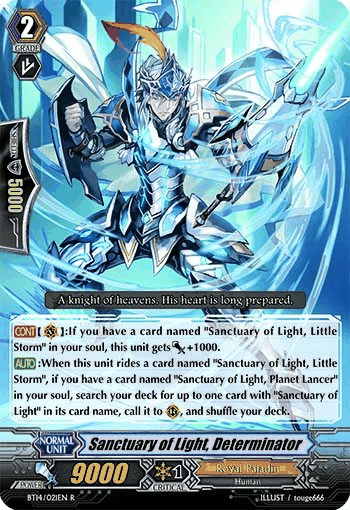 2
GRADE
SHIELD
5000
A knight of heavens. His heart is long prepared.
CONT【 】:If you have a card named "Sanctuary of Light, Little
Storm" in your soul, this unit gets +1000.
AUTO:When this unit rides a card named "Sanctuary of Light, Little
Storm", if you have a card named "Sanctuary of Light, Planet Lancer"
in your soul, search your deck for up to one card with "Sanctuary of
Light" in its card name, call it to , and shuffle your deck.
NORMAL
UNIT
Sanctuary of Light, Determinator
POWER
9000
1
CRITICAL
Royal Paladin
Human
BT14/021EN R
ILLUST / touge666